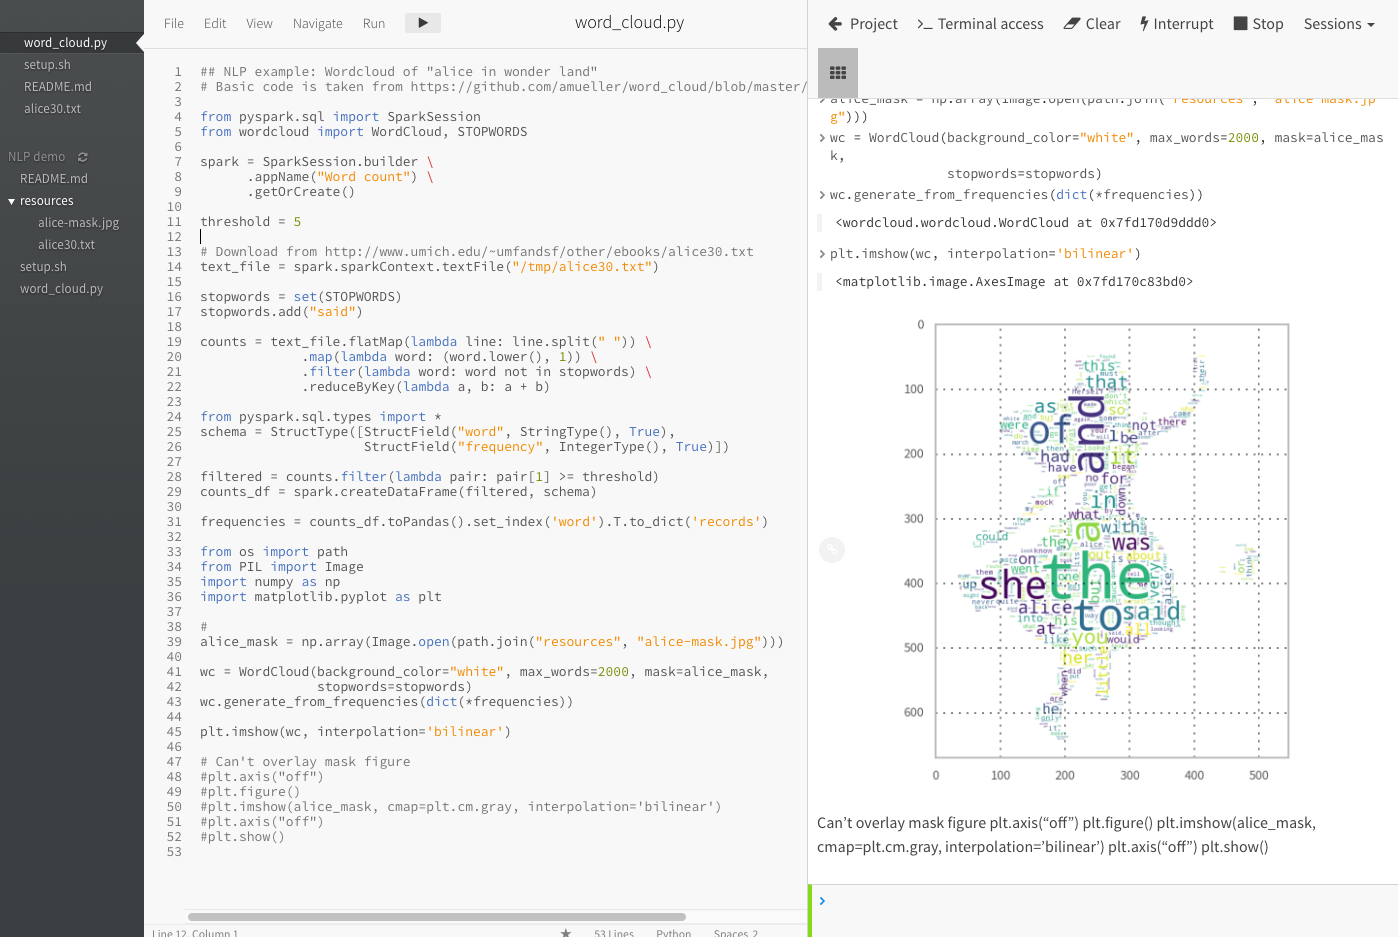 word_cloud.py
setup.sh
README.md
alice30.txt
NLP demo
README.md
resources
alice-mask.jpg
alice30.txt
setup.sh
word_cloud.py
File Edit View Navigate Run
word_cloud.py
1 ## NLP example: Wordcloud of "alice in wonder land"
2 # Basic code is taken from https://github.com/amueller/word_cloud/blob/master/
3
4 from pyspark.sql import SparkSession
5 from wordcloud import WordCloud, STOPWORDS
6
7 spark = SparkSession.builder \
8 .appName("Word count") \
9 .getOrCreate()
10
11 threshold = 5
12
13 # Download from http://www.umich.edu/~umfandsf/other/ebooks/alice30.txt
14 text_file = spark.sparkContext.textFile("/tmp/alice30.txt")
15
16 stopwords = set(STOPWORDS)
17 stopwords.add("said")
18
19 counts = text_file.flatMap(lambda line: line.split(" ")) \
20 .map(lambda word: (word.lower(), 1)) \
21 .filter(lambda word: word not in stopwords) \
22 .reduceByKey(lambda a, b: a + b)
23
24 from pyspark.sql.types import *
25 schema = StructType([StructField("word", StringType(), True),
26 StructField("frequency", IntegerType(), True)])
27
28 filtered = counts.filter(lambda pair: pair[1] >= threshold)
29 counts_df = spark.createDataFrame(filtered, schema)
30
31 frequencies = counts_df.toPandas().set_index('word').T.to_dict('records')
32
33 from os import path
34 from PIL import Image
35 import numpy as np
36 import matplotlib.pyplot as plt
37
38 #
39 alice_mask = np.array(Image.open(path.join("resources", "alice-mask.jpg")))
40
41 wc = WordCloud(background_color="white", max_words=2000, mask=alice_mask,
42 stopwords=stopwords)
43 wc.generate_from_frequencies(dict(*frequencies))
44
45 plt.imshow(wc, interpolation='bilinear')
46
47 # Can't overlay mask figure
48 #plt.axis("off")
49 #plt.figure()
50 #plt.imshow(alice_mask, cmap=plt.cm.gray, interpolation='bilinear')
51 #plt.axis("off")
52 #plt.show()
53
Line 12, Column 1 53 Lines Python Spaces 2
Project Terminal access Clear Interrupt Stop Sessions
alice_mask = np.array(Image.open(path.join("resources", "alice-mask.jp
g")))
wc = WordCloud(background_color="white", max_words=2000, mask=alice_mas
k,
stopwords=stopwords)
wc.generate_from_frequencies(dict(*frequencies))
<wordcloud.wordcloud.WordCloud at 0x7fd170d9ddd0>
plt.imshow(wc, interpolation='bilinear')
<matplotlib.image.AxesImage at 0x7fd170c83bd0>
0
100
200
300
400
500
600
this
that
as
so
were
of
and
not
there
be
had
it
have
no for
if
in
down
what
a
with
could
they
was
about
know
on
went
the
very
up
she
alice
to
said
into
his
at
like
you
would
all
her
little
when
he
only
0 100 200 300 400 500
Can’t overlay mask figure plt.axis(“off”) plt.figure() plt.imshow(alice_mask,
cmap=plt.cm.gray, interpolation=’bilinear’) plt.axis(“off”) plt.show()